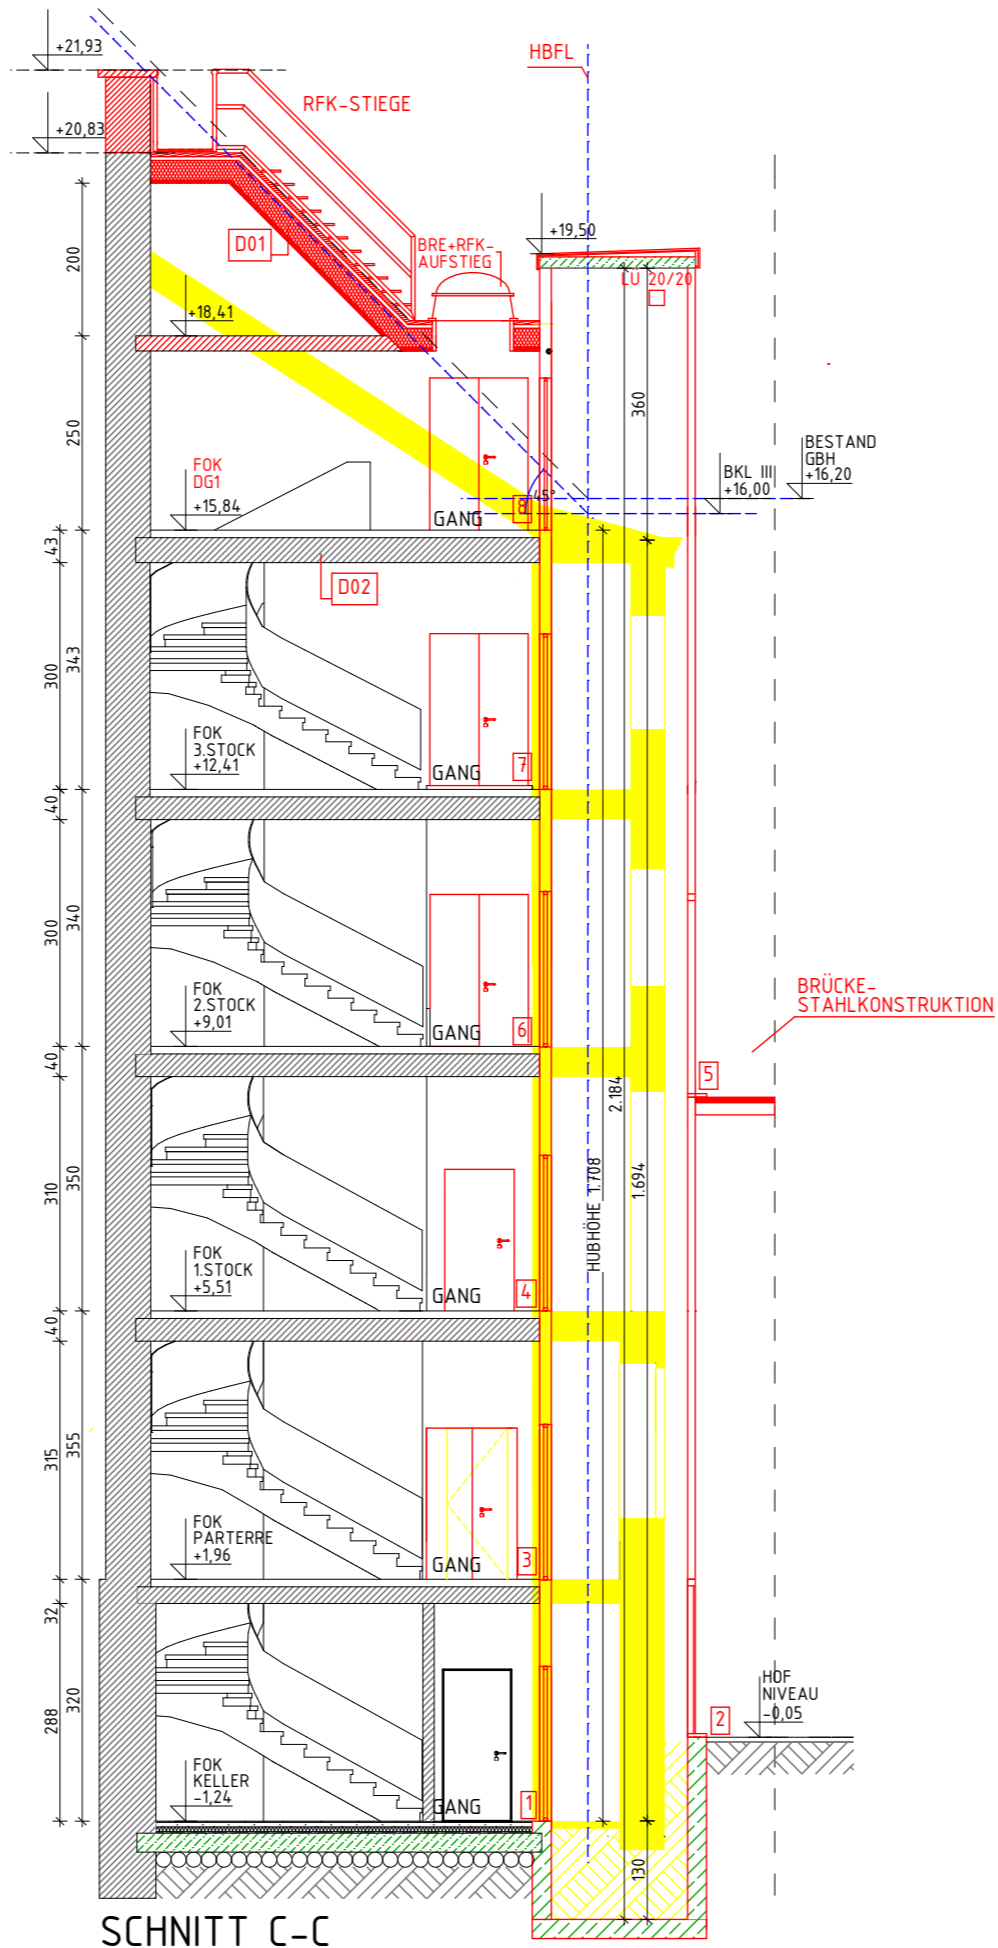 +21,93
HBFL
RFK-STIEGE
+20,83
+19,50
D01
BRE+RFK-
AUFSTIEG
LÜ 20/20
200
+18,41
360
250
BESTAND
GBH
+16,20
BKL III
+16,00
FOK
DG1
+15,84
45°
8
GANG
43
D02
300
343
FOK
3.STOCK
+12,41
GANG
7
40
300
340
FOK
2.STOCK
+9,01
GANG
6
BRÜCKE-
STAHLKONSTRUKTION
40
5
2.184
HUBHÖHE 1.708
1.694
310
350
FOK
1.STOCK
+5,51
GANG
4
40
315
355
FOK
PARTERRE
+1,96
GANG
3
32
288
320
HOF
NIVEAU
-0,05
2
FOK
KELLER
-1,24
GANG
1
130
SCHNITT C-C